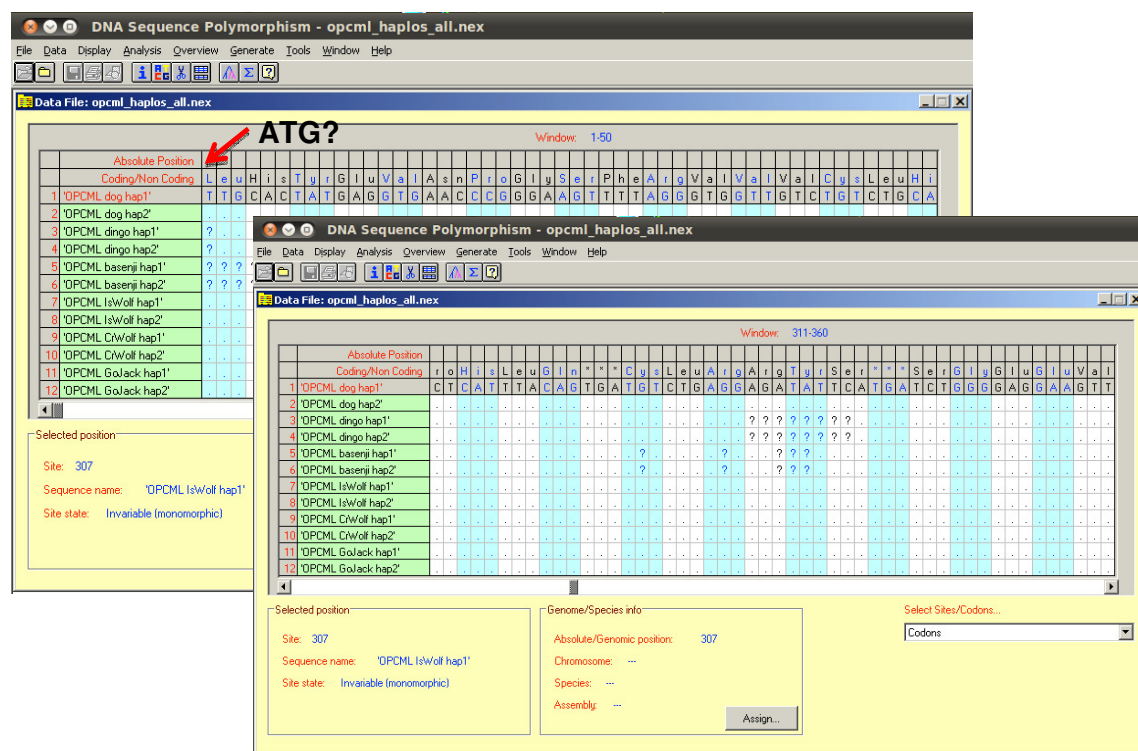 DNA Sequence Polymorphism - opcml_haplos_all.nex
File Data Display Analysis Overview Generate Tools Window Help
Data File: opcml_haplos_all.nex
ATG?
Window: 1-50
Absolute Position
Coding/Non Coding L e u H i s T y r G l u V a l A s n P r o G l y S e r P h e A r g V a l V a l V a l C y s L e u H i
1 'OPCML dog hap1' T T G C A C T A T G A G G T G A A C C C G G G A A G T T T T A G G G T G G T T G T C T G T C T G C A
2 'OPCML dog hap2' . . .
3 'OPCML dingo hap1' ? . .
4 'OPCML dingo hap2' ? . .
5 'OPCML basenji hap1' ? ? ?
6 'OPCML basenji hap2' ? ? ?
7 'OPCML IsWolf hap1' . . .
8 'OPCML IsWolf hap2' . . .
9 'OPCML CrWolf hap1' . . .
10 'OPCML CrWolf hap2' . . .
11 'OPCML GoJack hap1' . . .
12 'OPCML GoJack hap2' . . .
Selected position
Site: 307
Sequence name: 'OPCML IsWolf hap1'
Site state: Invariable (monomorphic)
DNA Sequence Polymorphism - opcml_haplos_all.nex
File Data Display Analysis Overview Generate Tools Window Help
Data File: opcml_haplos_all.nex
Window: 311-360
Absolute Position
Coding/Non Coding r o H i s L e u G l n * * * C y s L e u A r g A r g T y r S e r * * * S e r G l y G l u G l u V a l
1 'OPCML dog hap1' C T C A T T T A C A G T G A T G T C T G A G G A G A T A T T C A T G A T C T G G G G A G G A A G T T
2 'OPCML dog hap2' . . . . . . . . . . . . . . . . . . . . . . . . . . . . . . . . . . . . . . . . . . . . . . . . . .
3 'OPCML dingo hap1' . . . . . . . . . . . . . . . . . . . . . . . ? ? ? ? ? ? ? ? . . . . . . . . . . . . . . . . . . .
4 'OPCML dingo hap2' . . . . . . . . . . . . . . . . . . . . . . . ? ? ? ? ? ? ? ? . . . . . . . . . . . . . . . . . . .
5 'OPCML basenji hap1' . . . . . . . . . . . . . . . ? . . . . . ? . . . ? ? ? . . . . . . . . . . . . . . . . . . . . . .
6 'OPCML basenji hap2' . . . . . . . . . . . . . . . ? . . . . . ? . . . ? ? ? . . . . . . . . . . . . . . . . . . . . . .
7 'OPCML IsWolf hap1' . . . . . . . . . . . . . . . . . . . . . . . . . . . . . . . . . . . . . . . . . . . . . . . . . .
8 'OPCML IsWolf hap2' . . . . . . . . . . . . . . . . . . . . . . . . . . . . . . . . . . . . . . . . . . . . . . . . . .
9 'OPCML CrWolf hap1' . . . . . . . . . . . . . . . . . . . . . . . . . . . . . . . . . . . . . . . . . . . . . . . . . .
10 'OPCML CrWolf hap2' . . . . . . . . . . . . . . . . . . . . . . . . . . . . . . . . . . . . . . . . . . . . . . . . . .
11 'OPCML GoJack hap1' . . . . . . . . . . . . . . . . . . . . . . . . . . . . . . . . . . . . . . . . . . . . . . . . . .
12 'OPCML GoJack hap2' . . . . . . . . . . . . . . . . . . . . . . . . . . . . . . . . . . . . . . . . . . . . . . . . . .
Selected position
Site: 307
Sequence name: 'OPCML IsWolf hap1'
Site state: Invariable (monomorphic)
Genome/Species info
Absolute/Genomic position: 307
Chromosome: ---
Species: ---
Assembly: ---
Assign...
Select Sites/Codons...
Codons